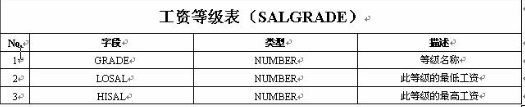 工资等级表（SALGRADE）
No. 字段 类型 描述
1 GRADE NUMBER 等级名称
2 LOSAL NUMBER 此等级的最低工资
3 HISAL NUMBER 此等级的最高工资